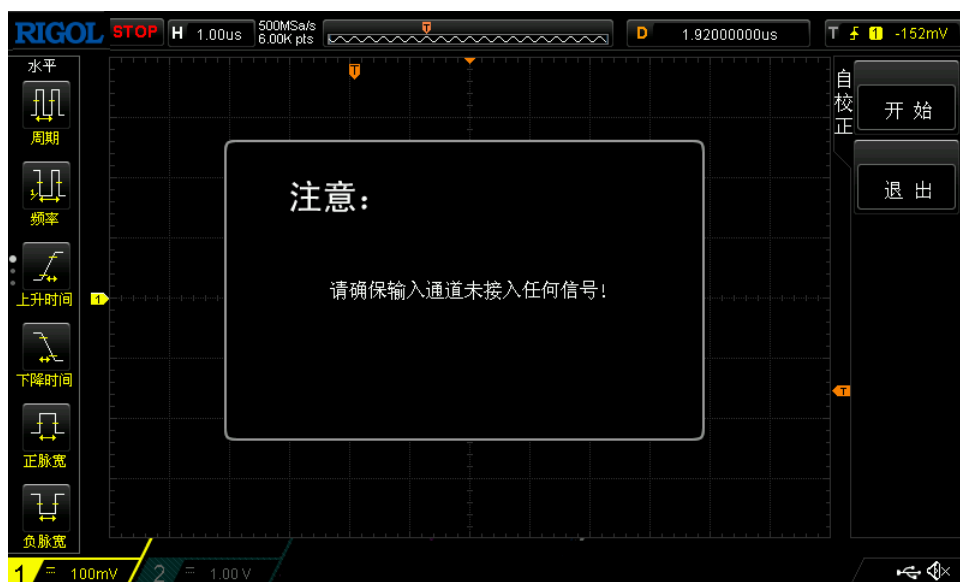 RIGOL STOP H 1.00us 500MSa/s 6.00K pts T D 1.92000000us T 1 -152mV
水平
周期
频率
上升时间
下降时间
正脉宽
负脉宽
T
1
注意：
请确保输入通道未接入任何信号!
T
自校正
开 始
退 出
1 = 100mV 2 = 1.00 V